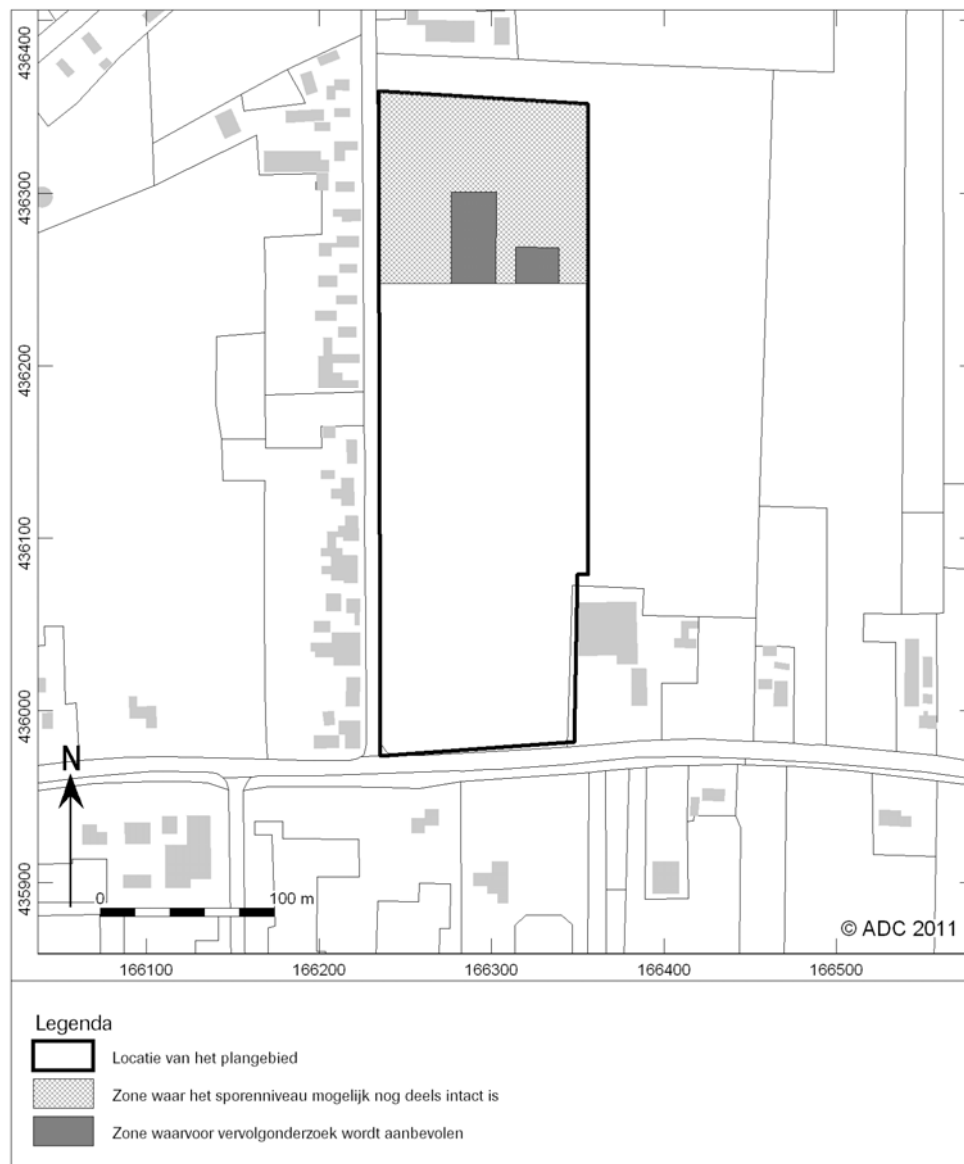 436400
436300
436200
436100
436000
435900
N
0 100 m
© ADC 2011
166100 166200 166300 166400 166500
Legenda
Locatie van het plangebied
Zone waar het sporenniveau mogelijk nog deels intact is
Zone waarvoor vervolgonderzoek wordt aanbevolen